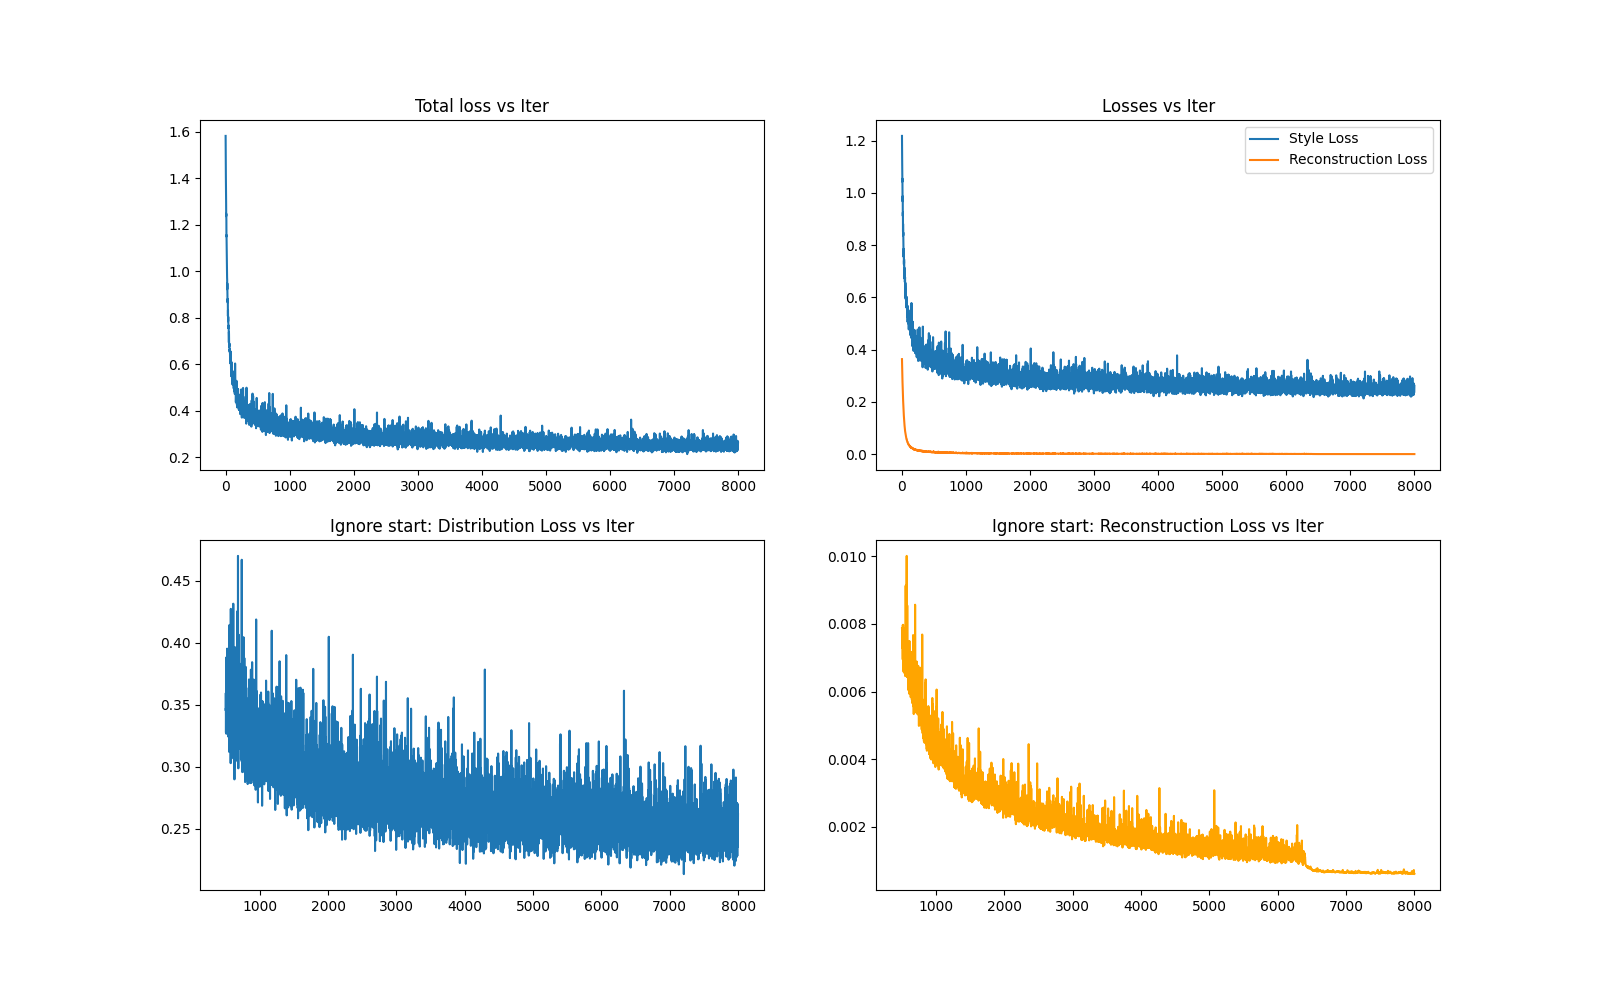 Total loss vs Iter
1.6
1.4
1.2
1.0
0.8
0.6
0.4
0.2
0 1000 2000 3000 4000 5000 6000 7000 8000
Losses vs Iter
Style Loss
Reconstruction Loss
1.2
1.0
0.8
0.6
0.4
0.2
0.0
0 1000 2000 3000 4000 5000 6000 7000 8000
Ignore start: Distribution Loss vs Iter
0.45
0.40
0.35
0.30
0.25
1000 2000 3000 4000 5000 6000 7000 8000
Ignore start: Reconstruction Loss vs Iter
0.010
0.008
0.006
0.004
0.002
1000 2000 3000 4000 5000 6000 7000 8000